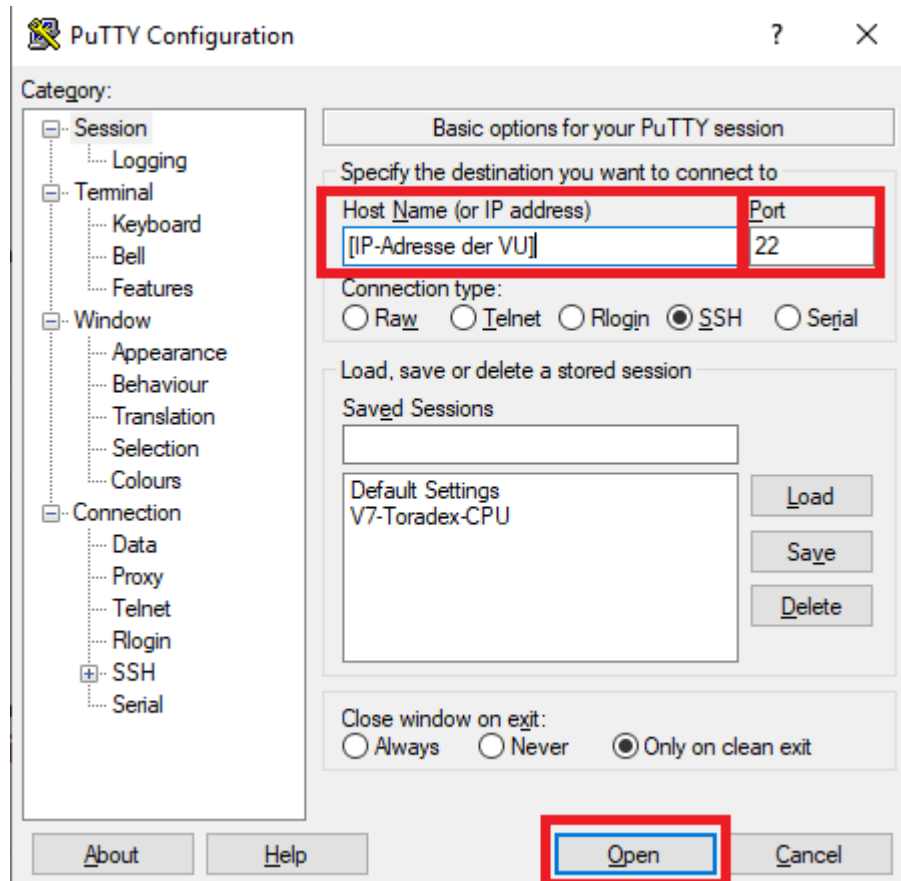 PuTTY Configuration
?
Category:
Session
Logging
Terminal
Keyboard
Bell
Features
Window
Appearance
Behaviour
Translation
Selection
Colours
Connection
Data
Proxy
Telnet
Rlogin
SSH
Serial
Basic options for your PuTTY session
Specify the destination you want to connect to
Host Name (or IP address) Port
[IP-Adresse der VU] 22
Connection type:
Raw Telnet Rlogin SSH Serial
Load, save or delete a stored session
Saved Sessions
Default Settings
V7-Toradex-CPU
Load
Save
Delete
Close window on exit:
Always Never Only on clean exit
About Help Open Cancel